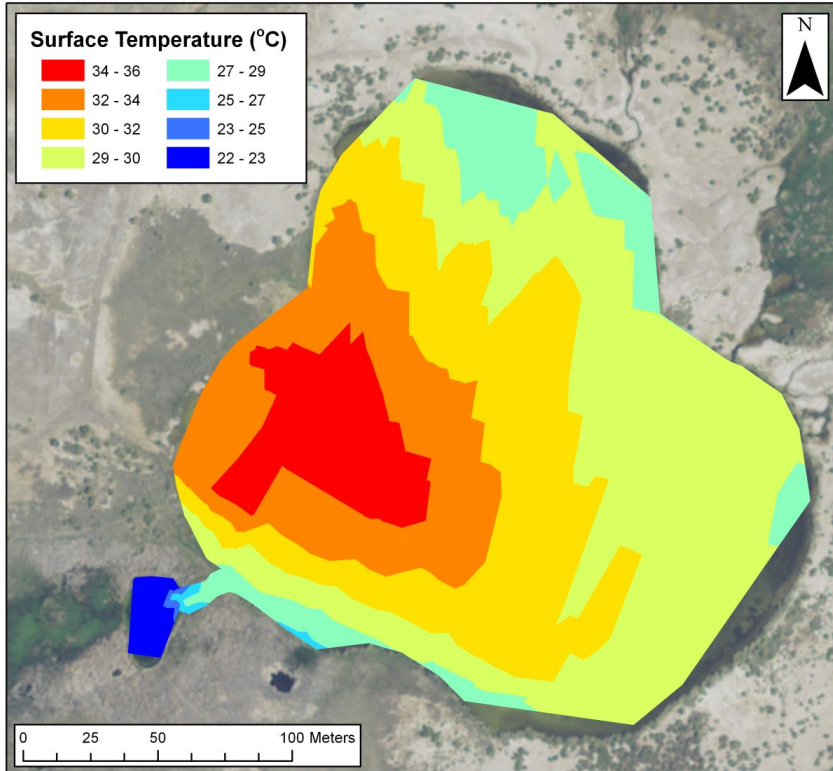 Surface Temperature (°C)
34 - 36
32 - 34
30 - 32
29 - 30
27 - 29
25 - 27
23 - 25
22 - 23
N
0 25 50 100 Meters